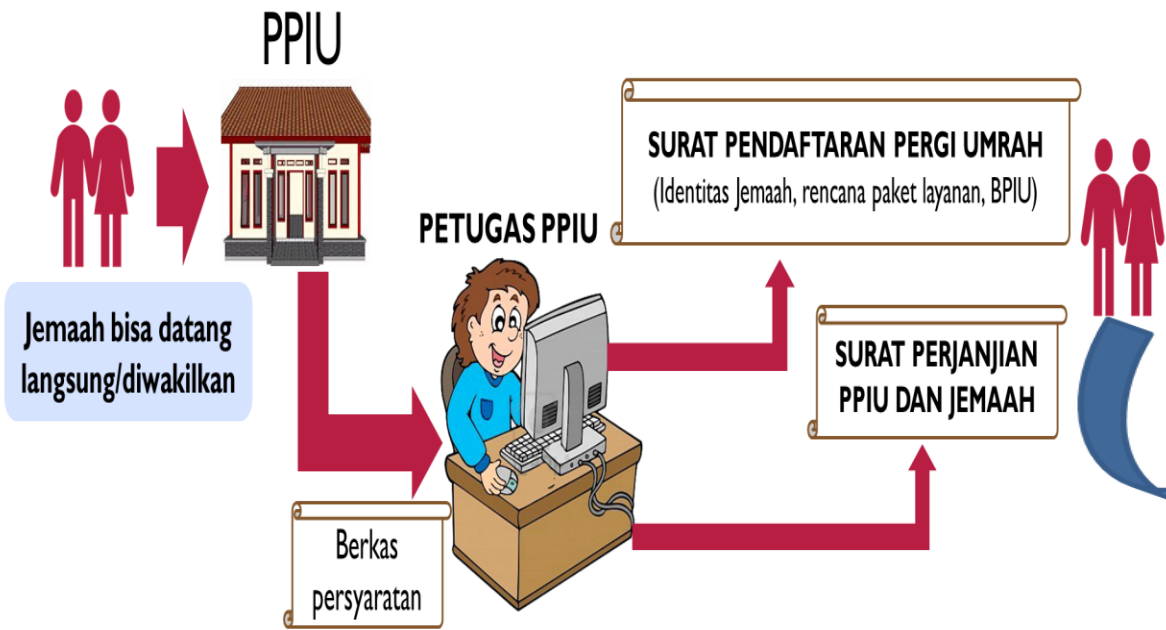 PPIU
Jemaah bisa datang
langsung/diwakilkan
PETUGAS PPIU
Berkas
persyaratan
SURAT PENDAFTARAN PERGI UMRAH
(Identitas Jemaah, rencana paket layanan, BPIU)
SURAT PERJANJIAN
PPIU DAN JEMAAH